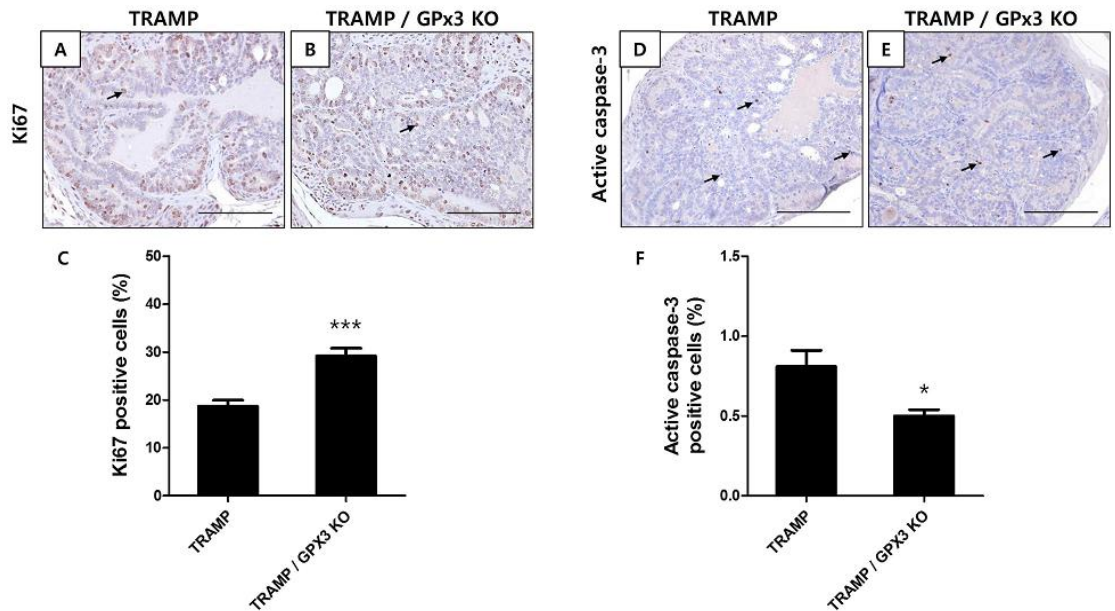 TRAMP
TRAMP / GPx3 KO
TRAMP
TRAMP / GPx3 KO
Ki67
A
B
Active caspase-3
D
E
C
Ki67 positive cells (%)
50
40
30
20
10
0
***
TRAMP
TRAMP / GPX3 KO
F
Active caspase-3
positive cells (%)
1.5
1.0
0.5
0.0
*
TRAMP
TRAMP / GPX3 KO